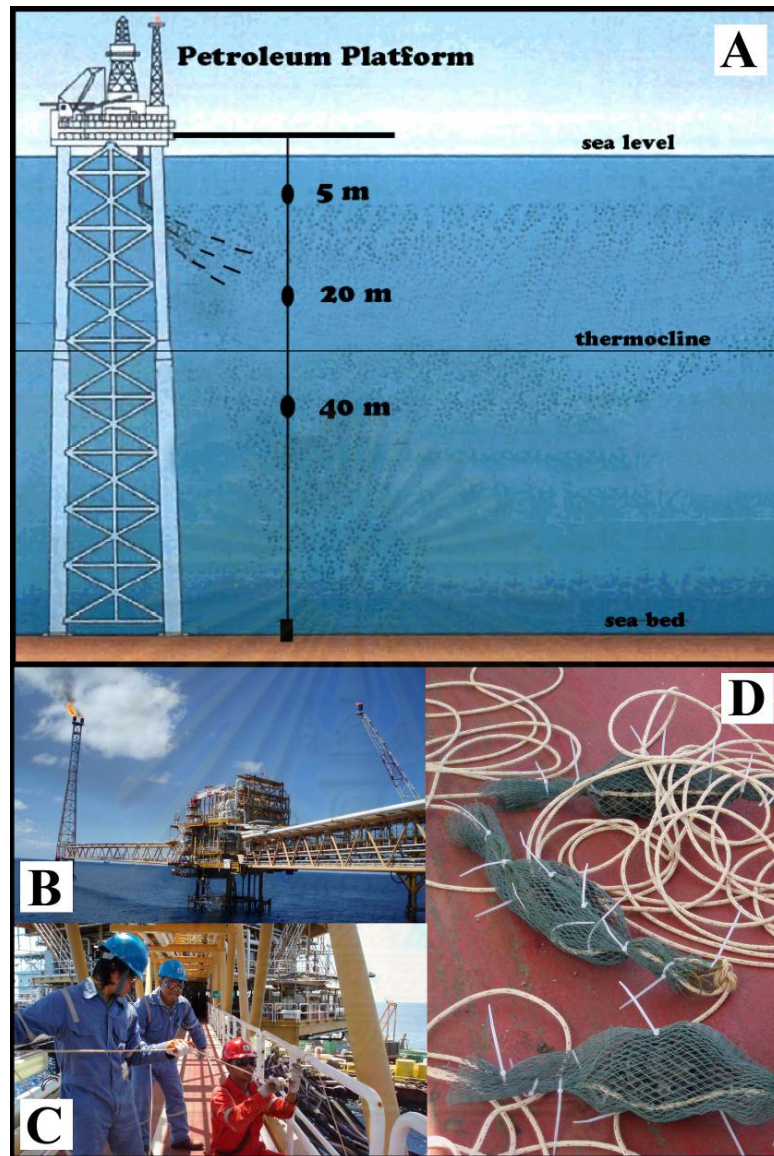 A
Petroleum Platform
sea level
5 m
20 m
thermocline
40 m
sea bed
B
D
C